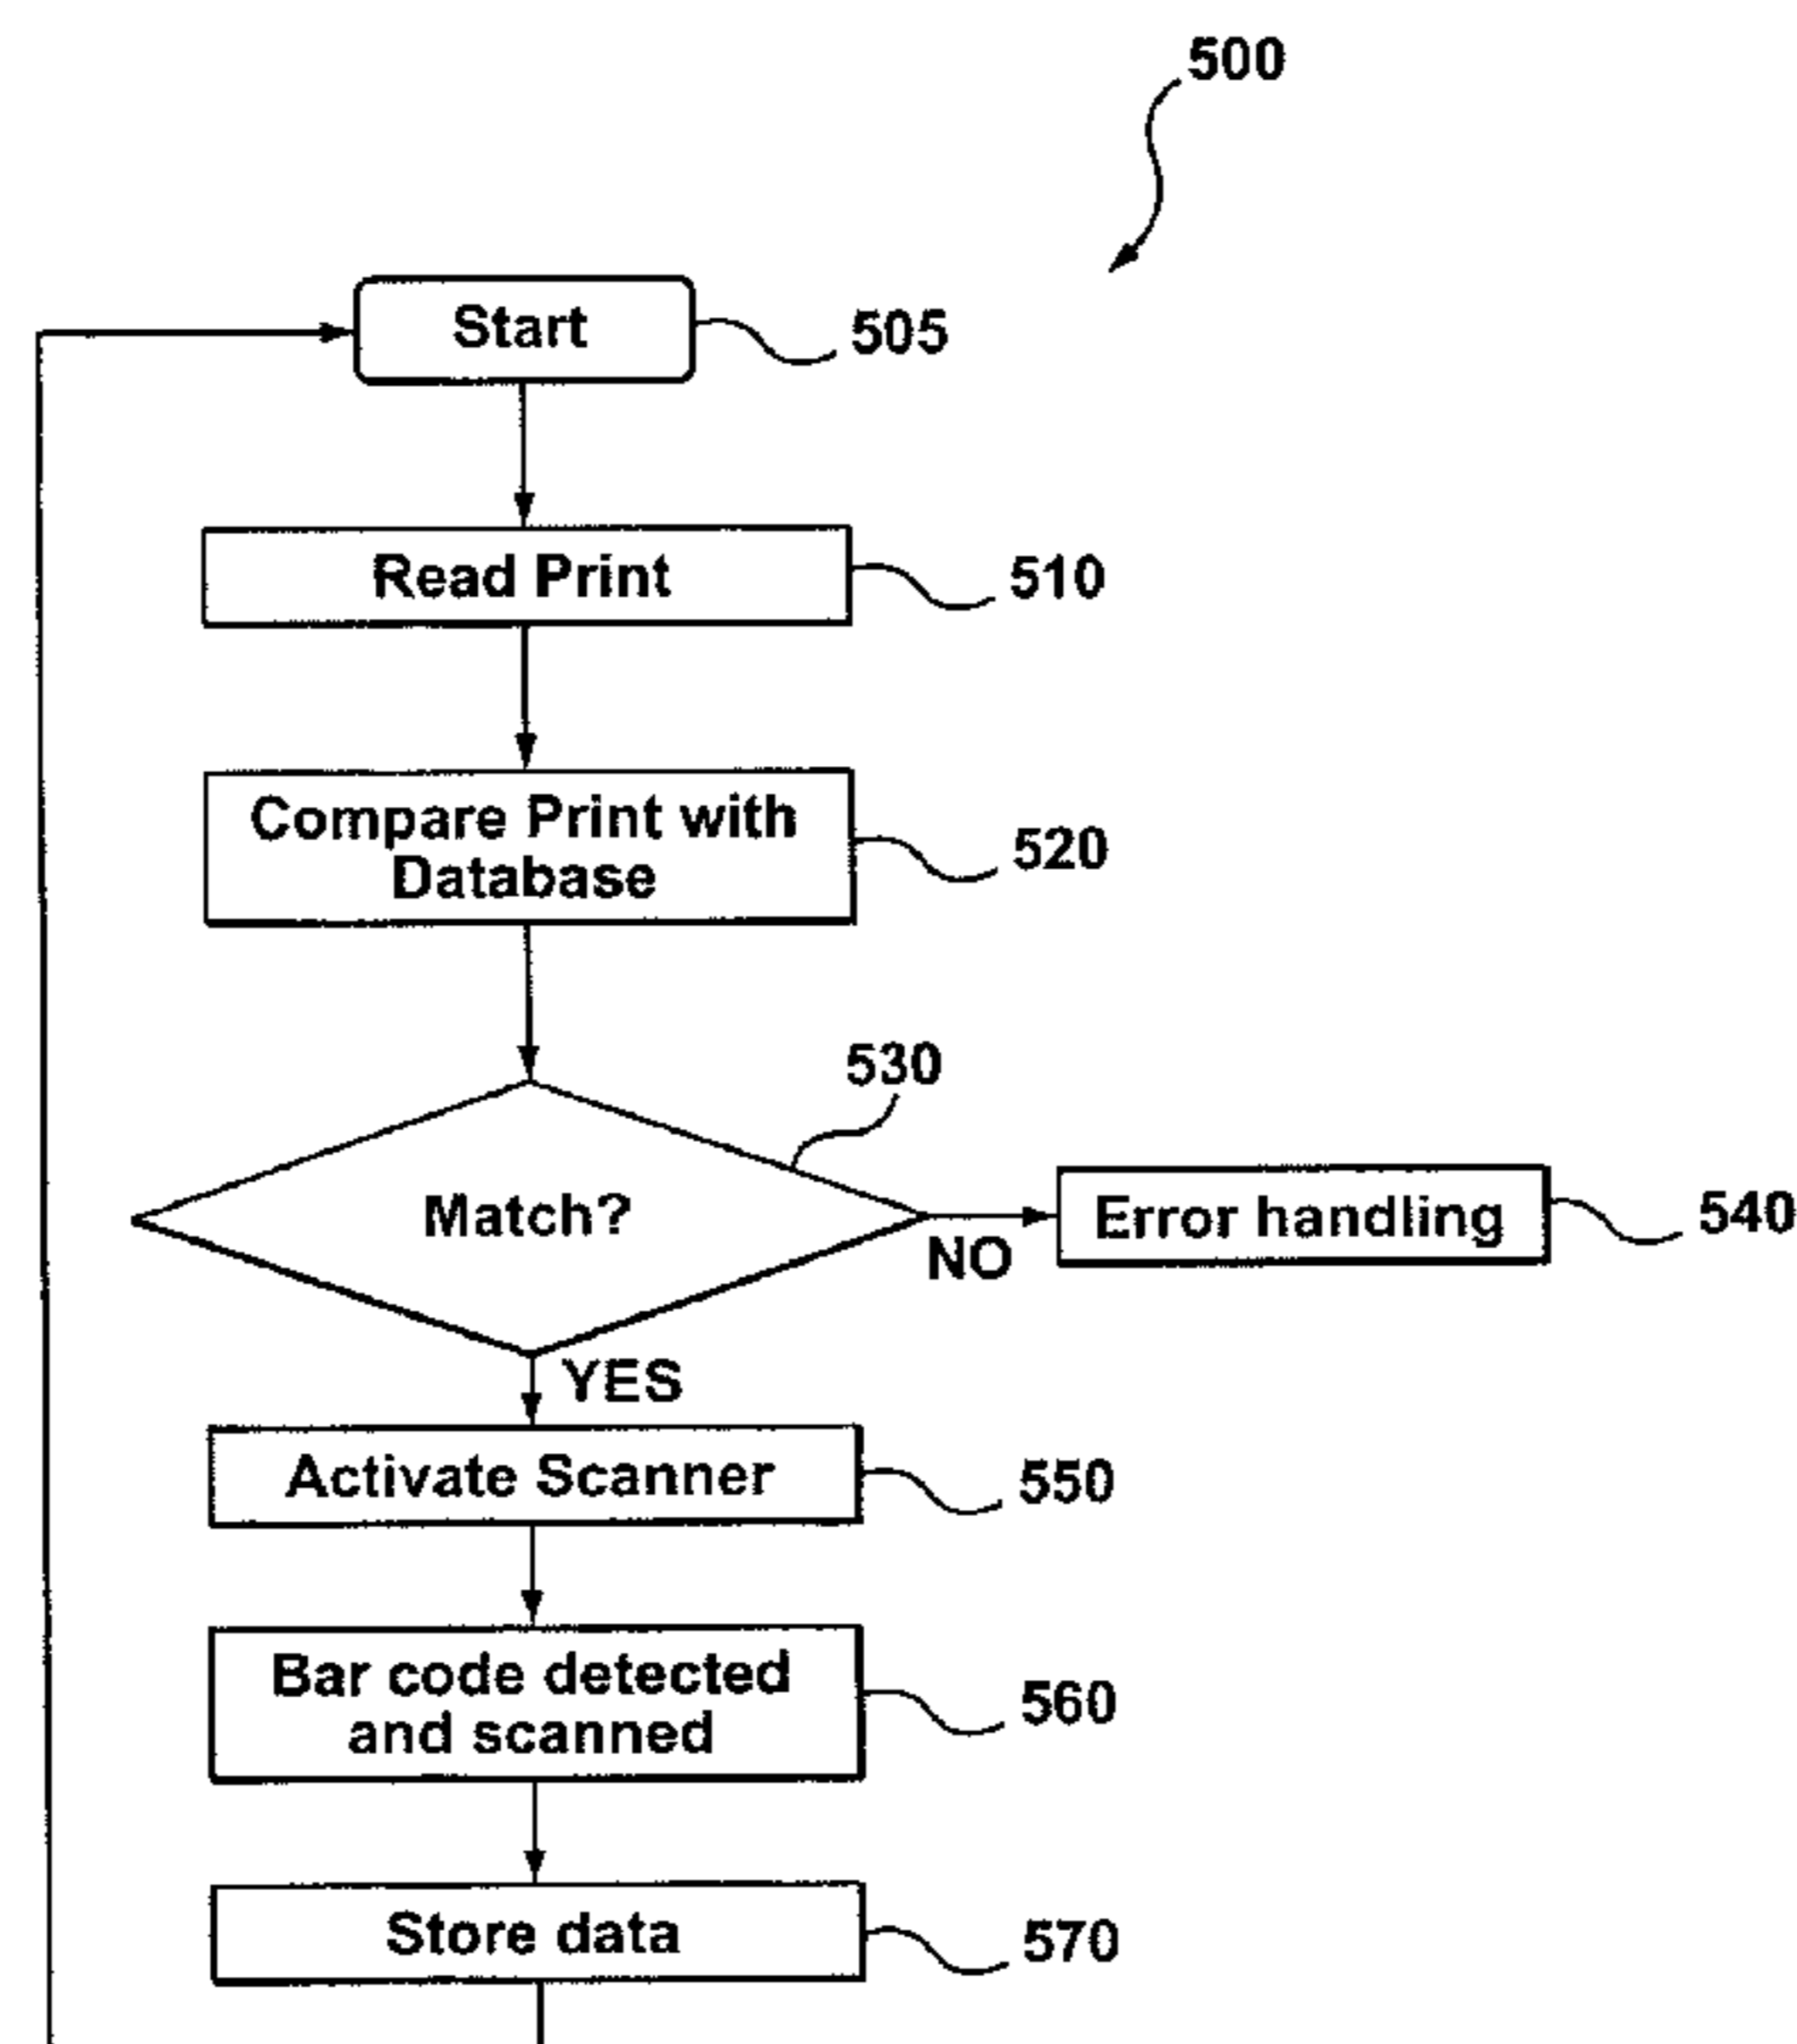 500
Start
505
Read Print
510
Compare Print with
Database
520
530
Match?
NO
Error handling
540
YES
Activate Scanner
550
Bar code detected
and scanned
560
Store data
570